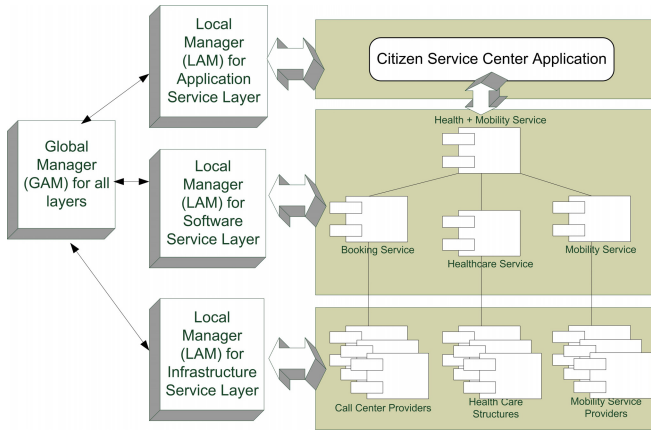 Local
Manager
(LAM) for
Application
Service Layer
Citizen Service Center Application
Global
Manager
(GAM) for all
layers
Local
Manager
(LAM) for
Software
Service Layer
Health + Mobility Service
Booking Service
Healthcare Service
Mobility Service
Local
Manager
(LAM) for
Infrastructure
Service Layer
Call Center Providers
Health Care
Structures
Mobility Service
Providers